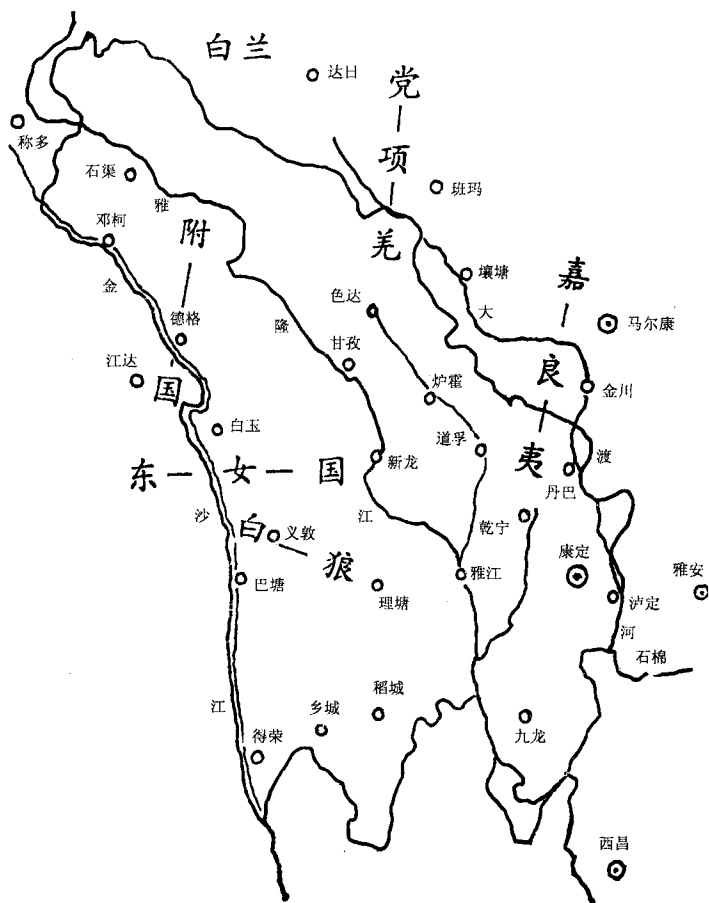 白兰
达日
党项羌
称多
石渠
雅
班玛
邓柯
附国
壤塘
嘉良夷
金
色达
大
马尔康
德格
隆
甘孜
江达
炉霍
金川
白玉
道孚
东女国
新龙
渡
丹巴
沙
江
乾宁
白狼
义敦
康定
雅安
巴塘
理塘
雅江
泸定
河
石棉
江
乡城
稻城
得荣
九龙
西昌